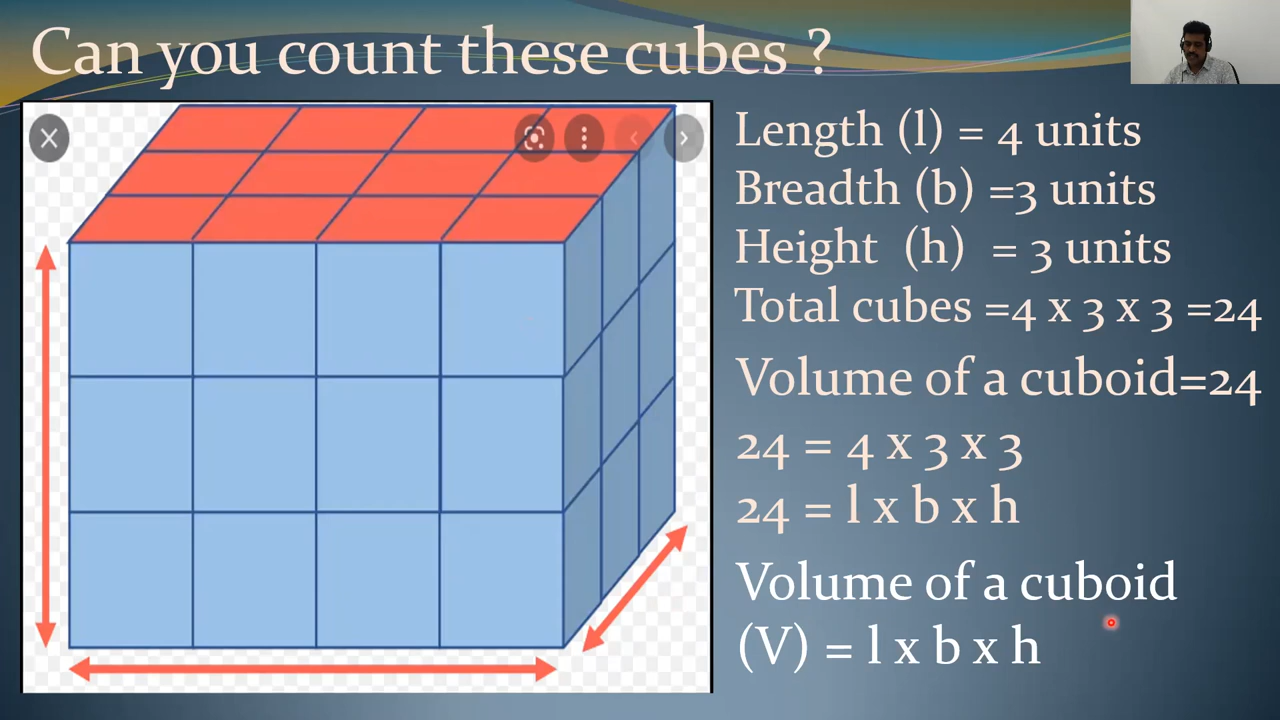 Can you count these cubes ?
Length (l) = 4 units
Breadth (b) =3 units
Height (h) = 3 units
Total cubes =4 x 3 x 3 =24
Volume of a cuboid=24
24 = 4 x 3 x 3
24 = l x b x h
Volume of a cuboid
(V) = l x b x h